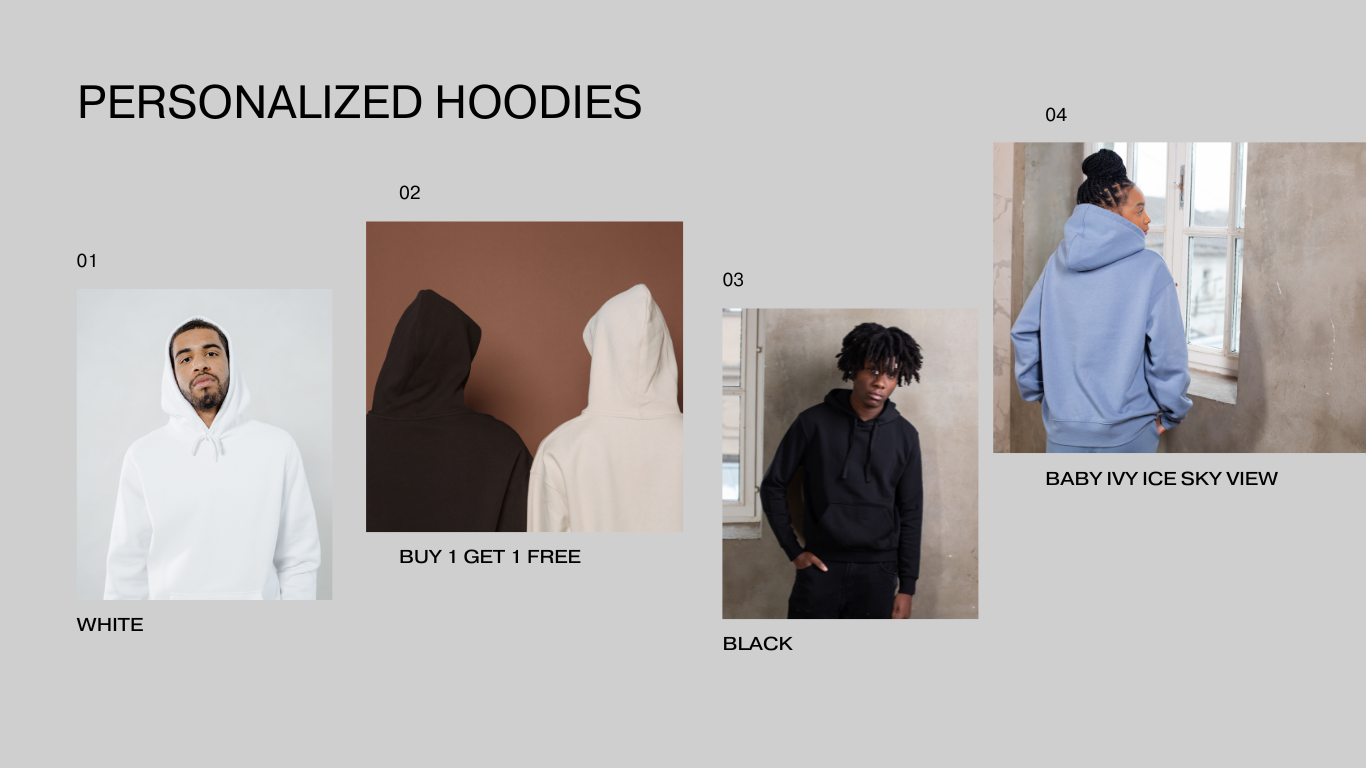 PERSONALIZED HOODIES
01
WHITE
02
BUY 1 GET 1 FREE
03
BLACK
04
BABY IVY ICE SKY VIEW